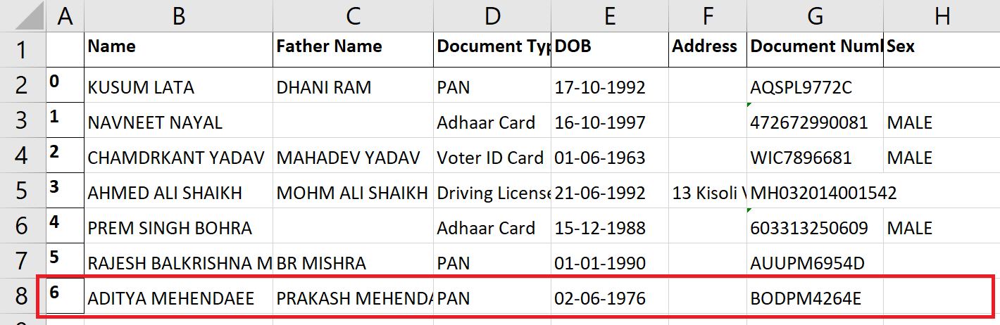 A B C D E F G H
1 Name Father Name Document Typ DOB Address Document Numl Sex
2 0 KUSUM LATA DHANI RAM PAN 17-10-1992 AQSPL9772C
3 1 NAVNEET NAYAL Adhaar Card 16-10-1997 472672990081 MALE
4 2 CHAMDRKANT YADAV MAHADEV YADAV Voter ID Card 01-06-1963 WIC7896681 MALE
5 3 AHMED ALI SHAIKH MOHM ALI SHAIKH Driving License 21-06-1992 13 Kisoli MH032014001542
6 4 PREM SINGH BOHRA Adhaar Card 15-12-1988 603313250609 MALE
7 5 RAJESH BALKRISHNA M BR MISHRA PAN 01-01-1990 AUUPM6954D
8 6 ADITYA MEHENDAEE PRAKASH MEHENDA PAN 02-06-1976 BODPM4264E